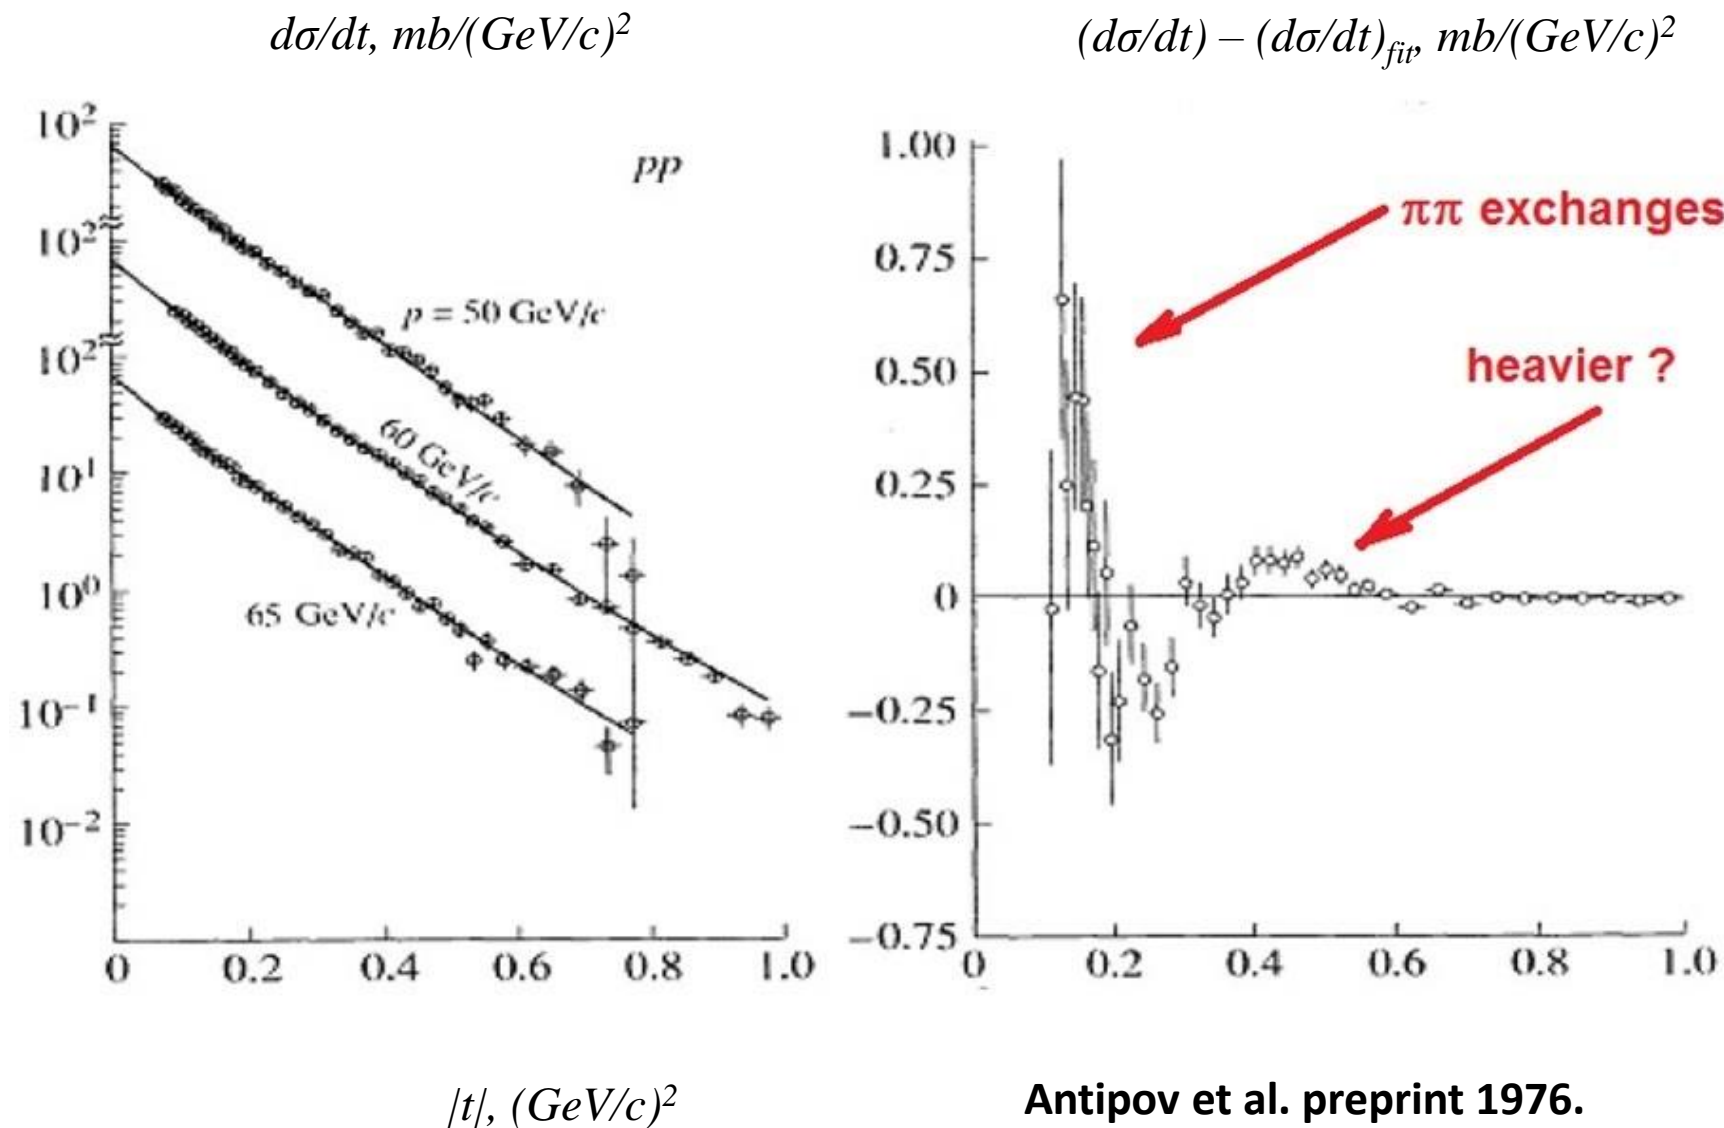 dσ/dt, mb/(GeV/c)²
(dσ/dt) – (dσ/dt)fit, mb/(GeV/c)²
10²
10²
10²
10¹
10⁰
10⁻¹
10⁻²
pp
p = 50 GeV/c
60 GeV/c
65 GeV/c
0 0.2 0.4 0.6 0.8 1.0
1.00
0.75
0.50
0.25
0
−0.25
−0.50
−0.75
ππ exchanges
heavier ?
0 0.2 0.4 0.6 0.8 1.0
|t|, (GeV/c)²
Antipov et al. preprint 1976.